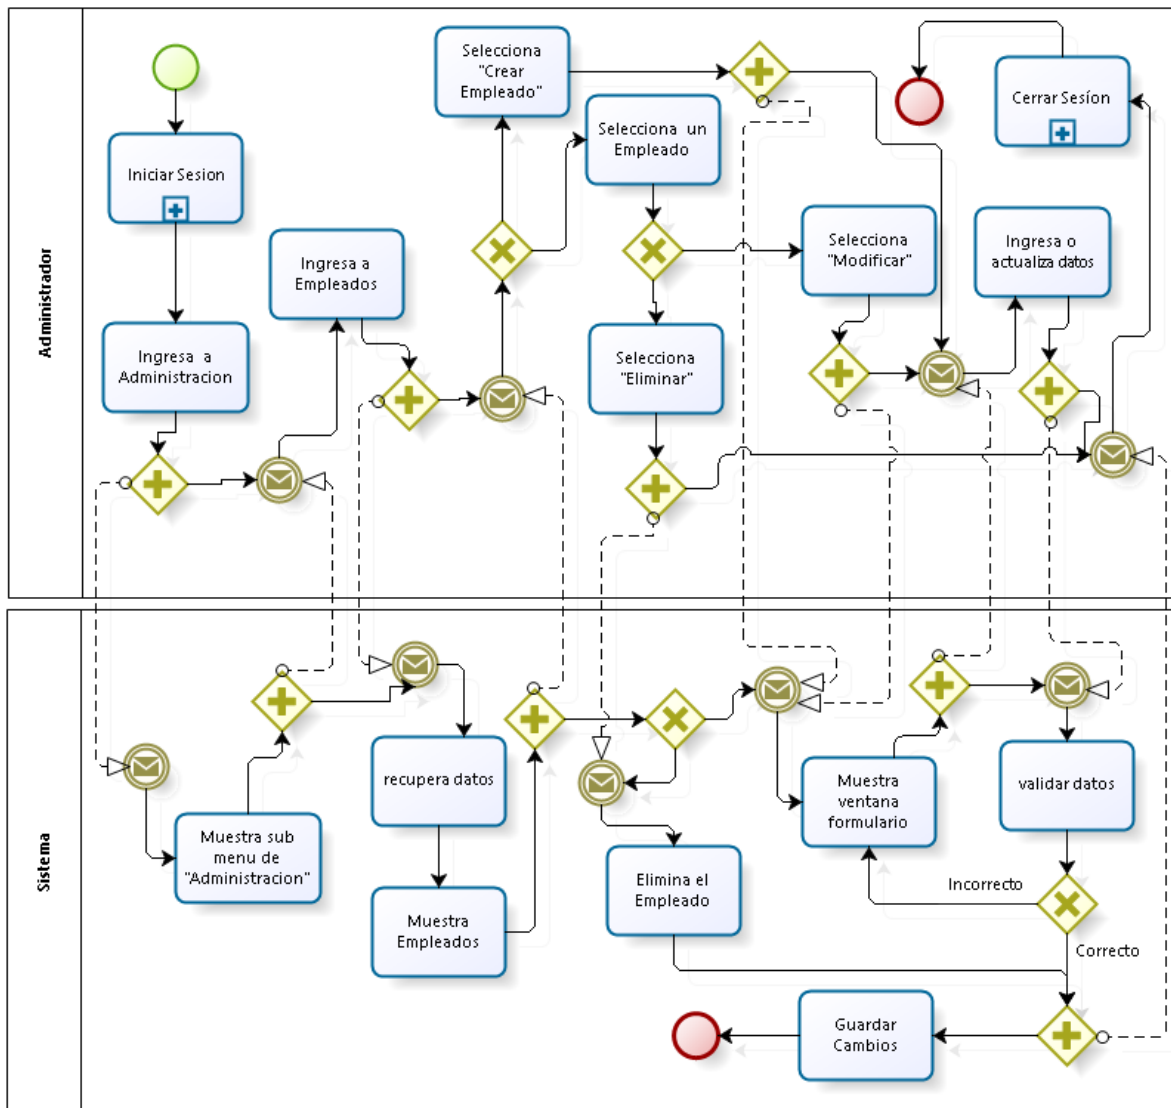 Administrador
Iniciar Sesion
Ingresa a
Administracion
Ingresa a
Empleados
Selecciona
"Crear
Empleado"
Selecciona un
Empleado
Selecciona
"Eliminar"
Selecciona
"Modificar"
Ingresa o
actualiza datos
Cerrar Sesíon
Sistema
Muestra sub
menu de
"Administracion"
recupera datos
Muestra
Empleados
Elimina el
Empleado
Muestra
ventana
formulario
validar datos
Incorrecto
Correcto
Guardar
Cambios